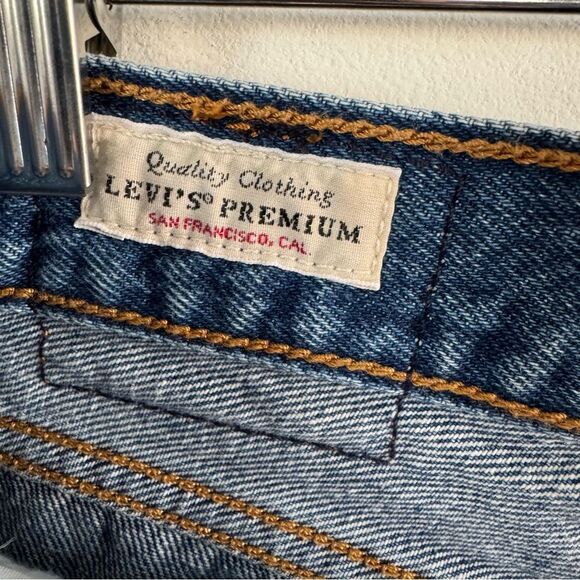 Quality Clothing
LEVI'S® PREMIUM
SAN FRANCISCO, CAL.